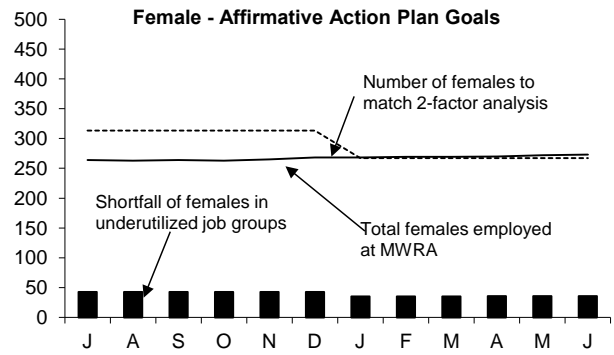 Female - Affirmative Action Plan Goals
500
450
400
350
300
250
200
150
100
50
0
Number of females to
match 2-factor analysis
Shortfall of females in
underutilized job groups
Total females employed
at MWRA
J A S O N D J F M A M J